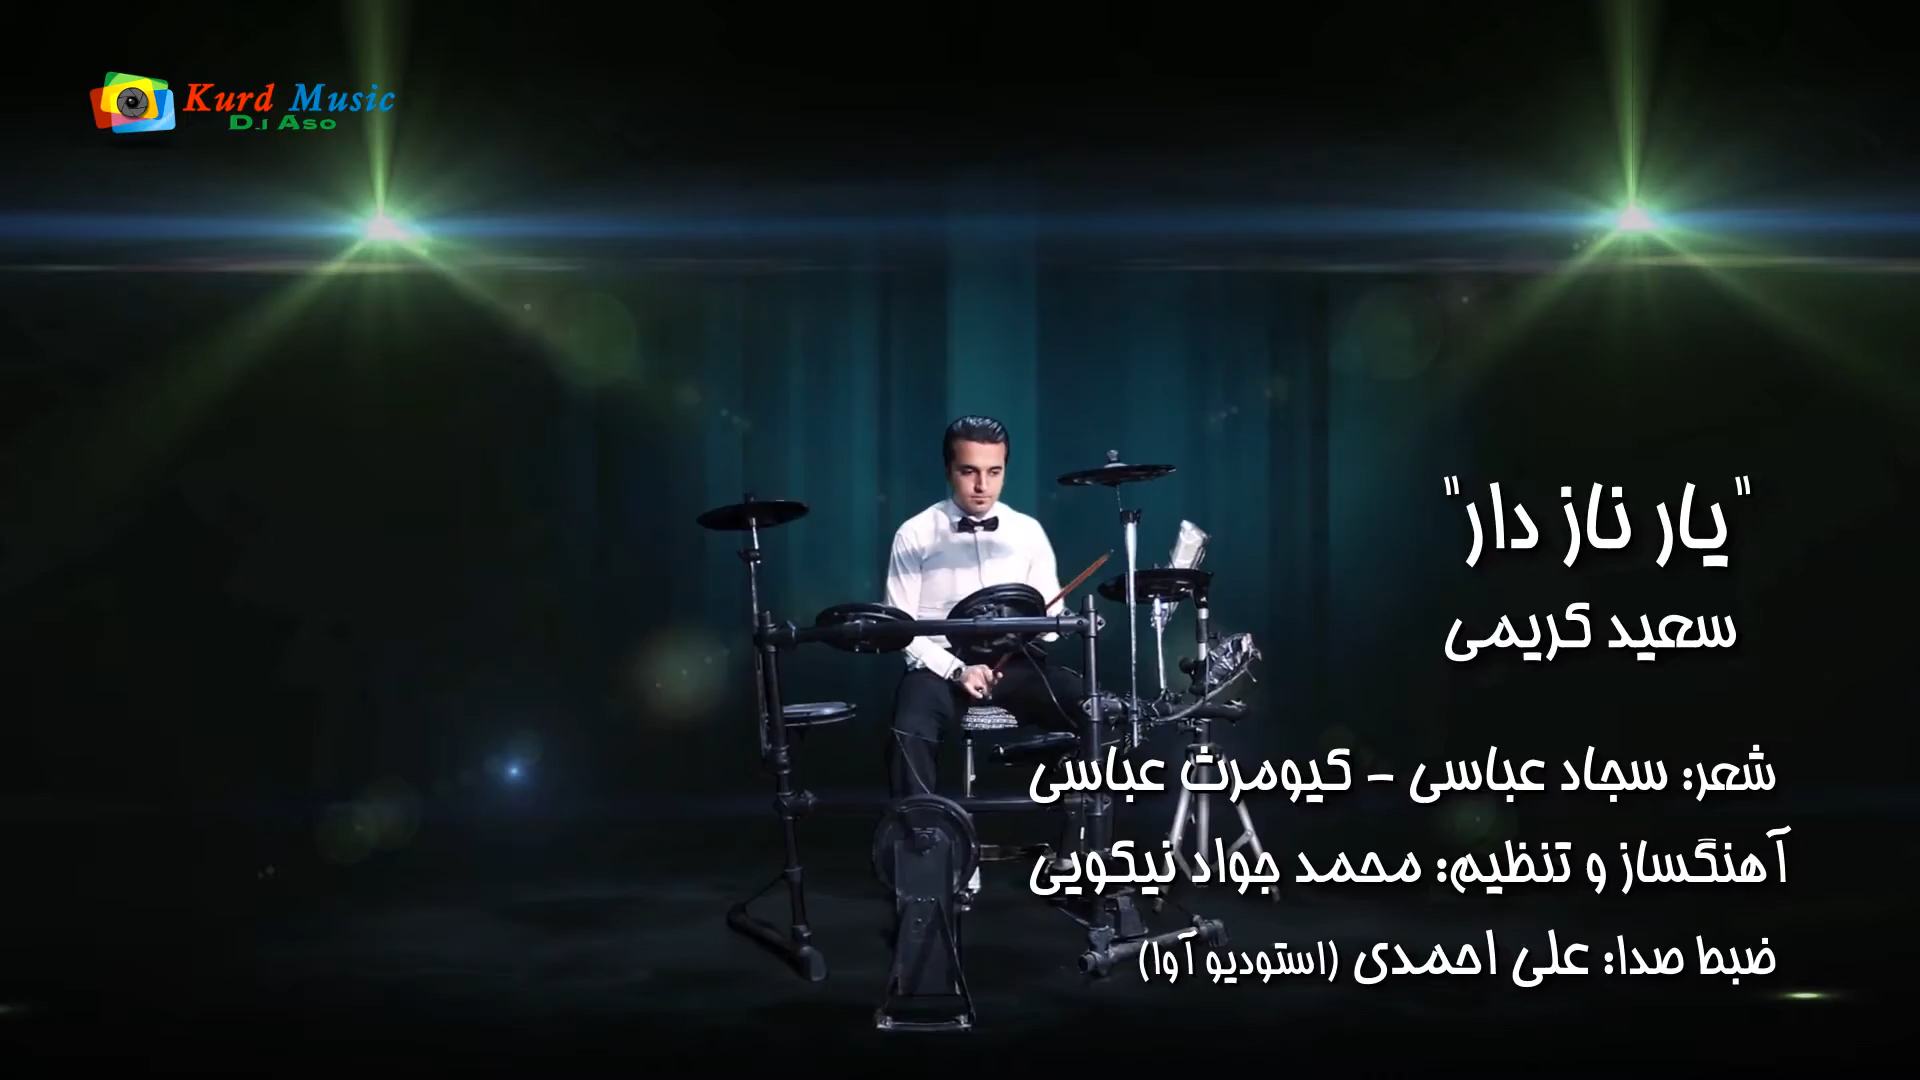 Kurd Music
DJ Aso
"یار ناز دار"
سعید کریمی
شعر: سجاد عباسی - کیومرث عباسی
آهنگساز و تنظیم: محمد جواد نیکویی
ضبط صدا: علی احمدی (استودیو آوا)